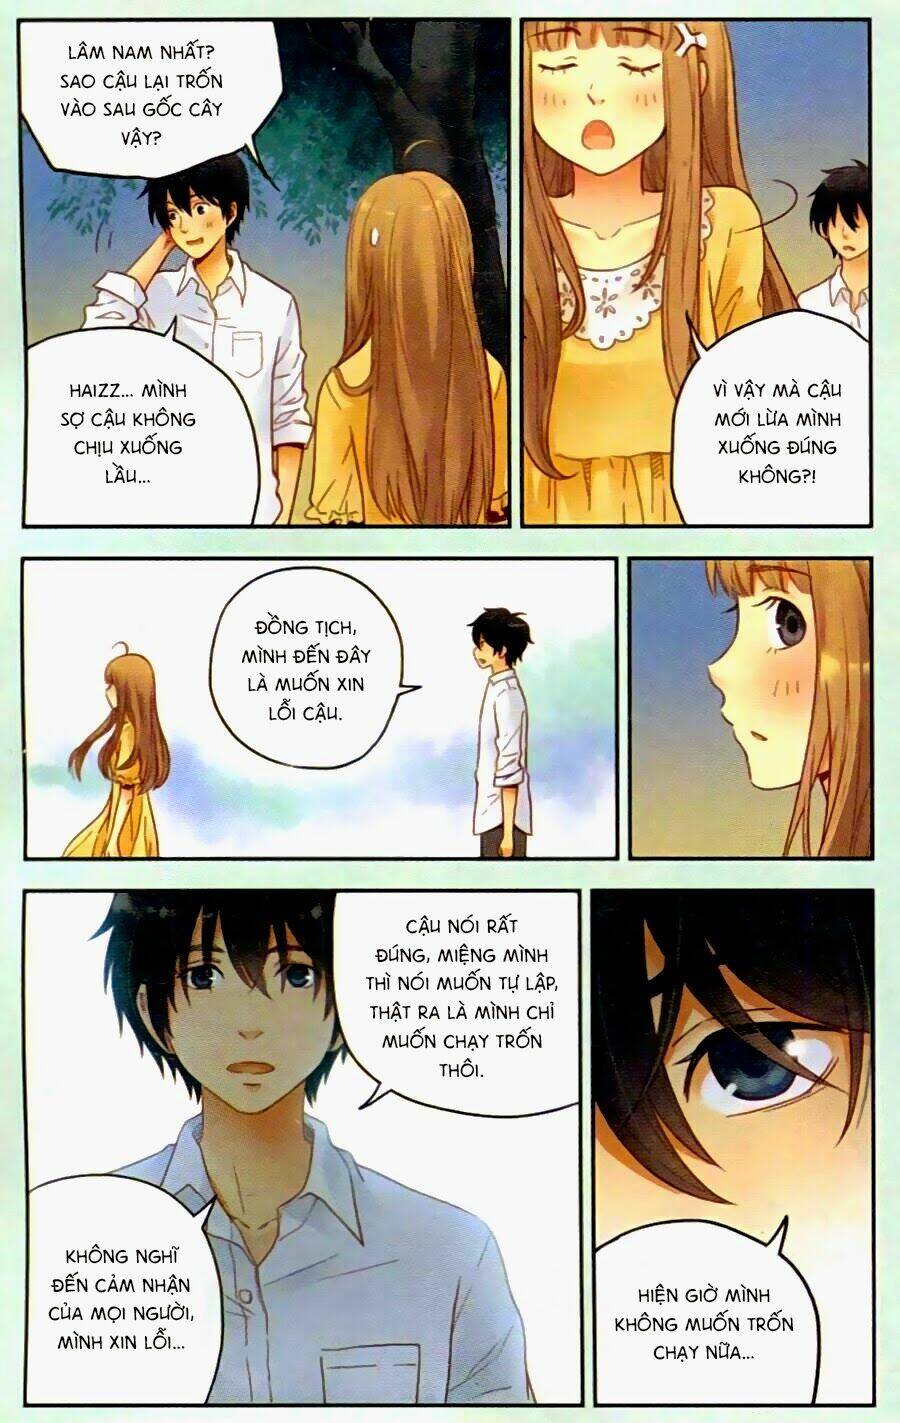 LÂM NAM NHẤT?
SAO CẬU LẠI TRỐN
VÀO SAU GỐC CÂY
VẬY?
HAIZZ... MÌNH
SỢ CẬU KHÔNG
CHỊU XUỐNG
LẦU...
VÌ VẬY MÀ CẬU
MỚI LỪA MÌNH
XUỐNG ĐÚNG
KHÔNG?!
ĐỒNG TỊCH,
MÌNH ĐẾN ĐÂY
LÀ MUỐN XIN
LỖI CẬU.
CẬU NÓI RẤT
ĐÚNG, MIỆNG MÌNH
THÌ NÓI MUỐN TỰ LẬP,
THẬT RA LÀ MÌNH CHỈ
MUỐN CHẠY TRỐN
THÔI.
KHÔNG NGHĨ
ĐẾN CẢM NHẬN
CỦA MỌI NGƯỜI,
MÌNH XIN LỖI...
HIỆN GIỜ MÌNH
KHÔNG MUỐN TRỐN
CHẠY NỮA...